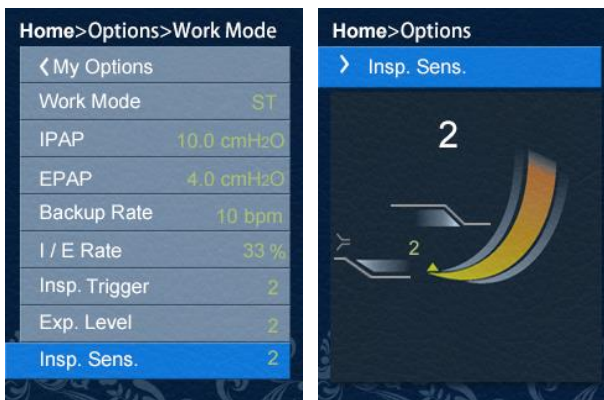 Home>Options>Work Mode
My Options
Work Mode ST
IPAP 10.0 cmH2O
EPAP 4.0 cmH2O
Backup Rate 10 bpm
I / E Rate 33 %
Insp. Trigger 2
Exp. Level 2
Insp. Sens. 2
Home>Options
Insp. Sens.
2
2